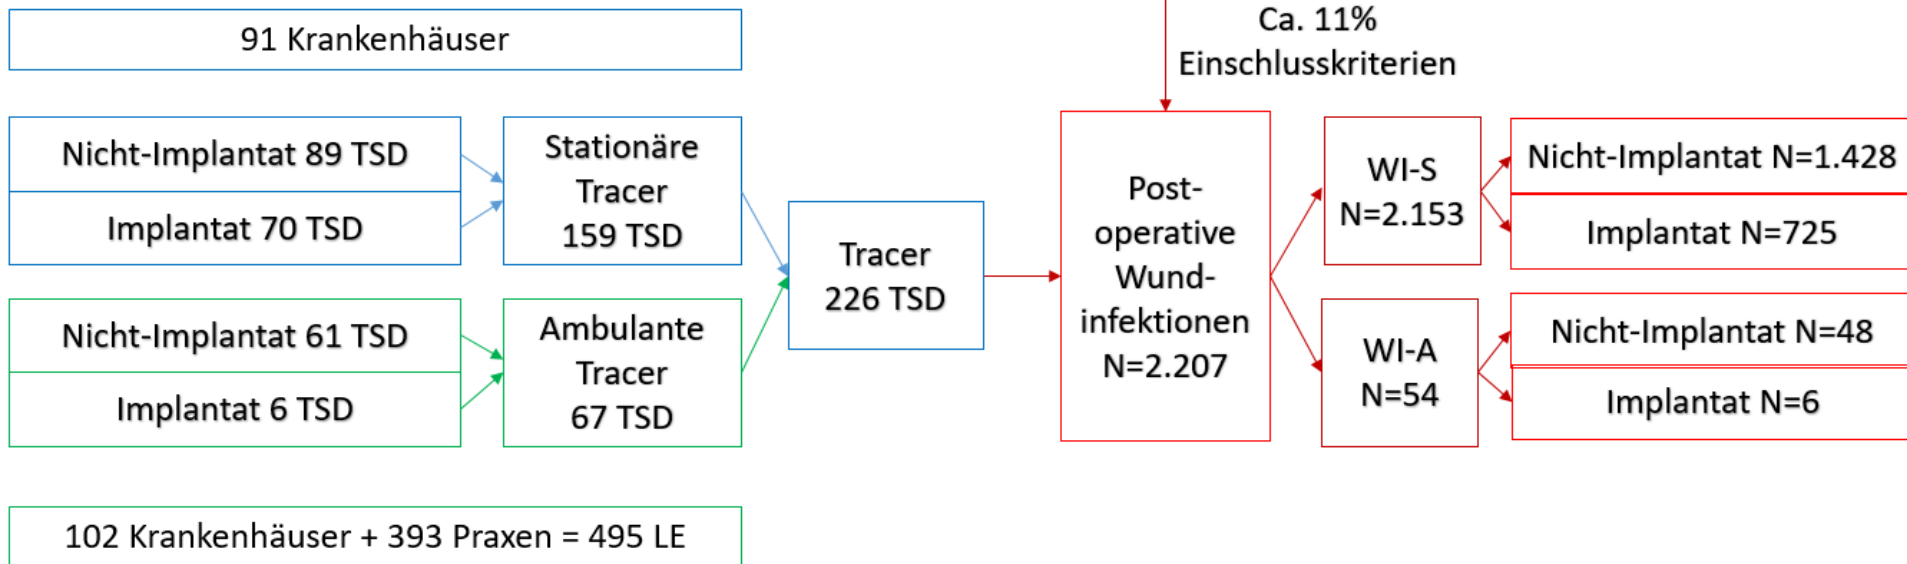 91 Krankenhäuser
Ca. 11%
Einschlusskriterien
Nicht-Implantat 89 TSD
Implantat 70 TSD
Stationäre
Tracer
159 TSD
Nicht-Implantat 61 TSD
Implantat 6 TSD
Ambulante
Tracer
67 TSD
Tracer
226 TSD
Post-
operative
Wund-
infektionen
N=2.207
WI-S
N=2.153
Nicht-Implantat N=1.428
Implantat N=725
WI-A
N=54
Nicht-Implantat N=48
Implantat N=6
102 Krankenhäuser + 393 Praxen = 495 LE